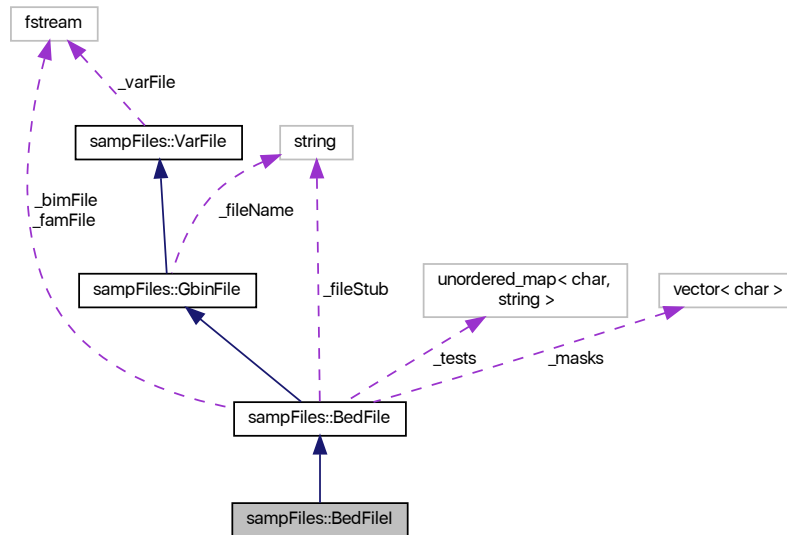 fstream
_varFile
sampFiles::VarFile
string
_bimFile
_famFile
_fileName
sampFiles::GbinFile
_fileStub
unordered_map< char,
string >
vector< char >
_tests
_masks
sampFiles::BedFile
sampFiles::BedFileI